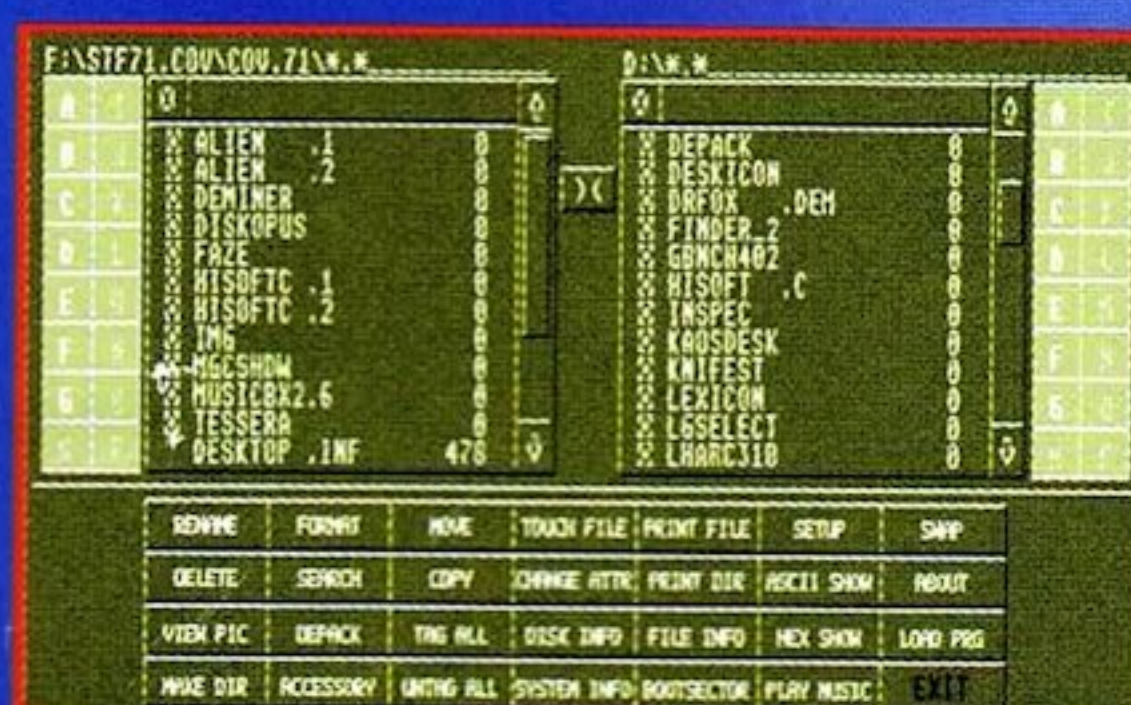 F:\STF71.COV\COV.71\*.*
ALIEN .1 0
ALIEN .2 0
DEMINER 0
DISKOPUS 0
FAZE 0
HISOFTC .1 0
HISOFTC .2 0
IMG 0
MGCSHOW 0
MUSICBX2.6 0
TESSERA 0
DESKTOP .INF 478
A
B
C
D
E
F
G
D:\*.*
DEPACK 0
DESKICON 0
DRFOX .DEM 0
FINDER_2 0
GBNCH402 0
HISOFT .C 0
INSPEC 0
KAOSDESK 0
KNIFEST 0
LEXICON 0
LGSELECT 0
LHARC310 0
A
B
C
D
E
F
G
RENAME FORMAT MOVE TOUCH FILE PRINT FILE SETUP SWAP
DELETE SEARCH COPY CHANGE ATTR PRINT DIR ASCII SHOW ABOUT
VIEW PIC DEPACK TAG ALL DISK INFO FILE INFO HEX SHOW LOAD PRG
MAKE DIR ACCESSORY UNTAG ALL SYSTEM INFO BOOTSECTOR PLAY MUSIC EXIT